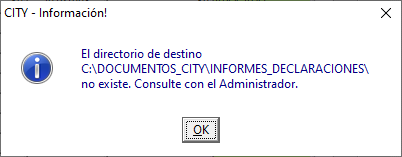 CITY - Información!
El directorio de destino
C:\DOCUMENTOS_CITY\INFORMES_DECLARACIONES\
no existe. Consulte con el Administrador.
OK